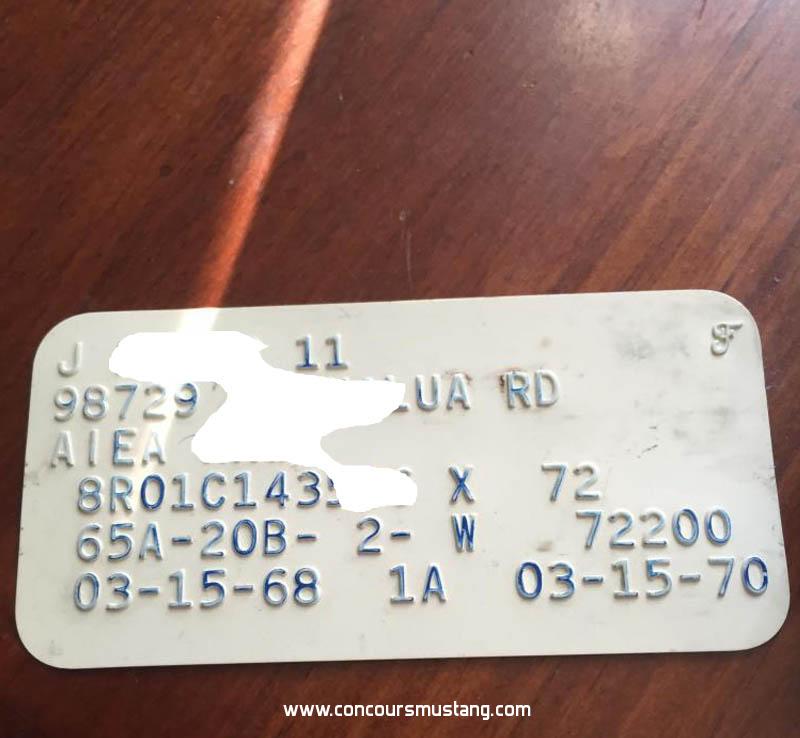 J 11
F
98729 LUA RD
AIEA
8R01C143 X 72
65A-20B- 2- W 72200
03-15-68 1A 03-15-70
www.concoursmustang.com